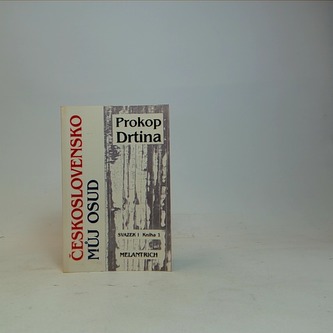 ČESKOSLOVENSKO
MŮJ OSUD
Prokop
Drtina
SVAZEK I Kniha 1
MELANTRICH